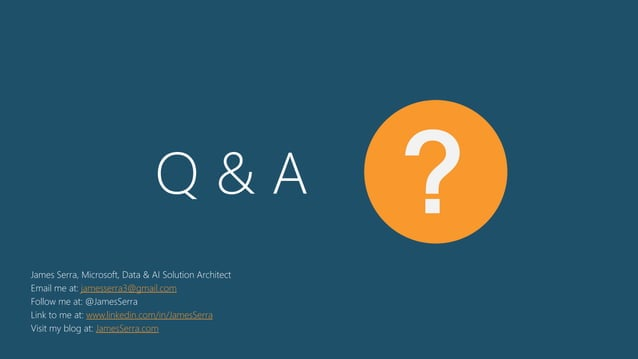 Q & A
?
James Serra, Microsoft, Data & AI Solution Architect
Email me at: jamesserra3@gmail.com
Follow me at: @JamesSerra
Link to me at: www.linkedin.com/in/JamesSerra
Visit my blog at: JamesSerra.com